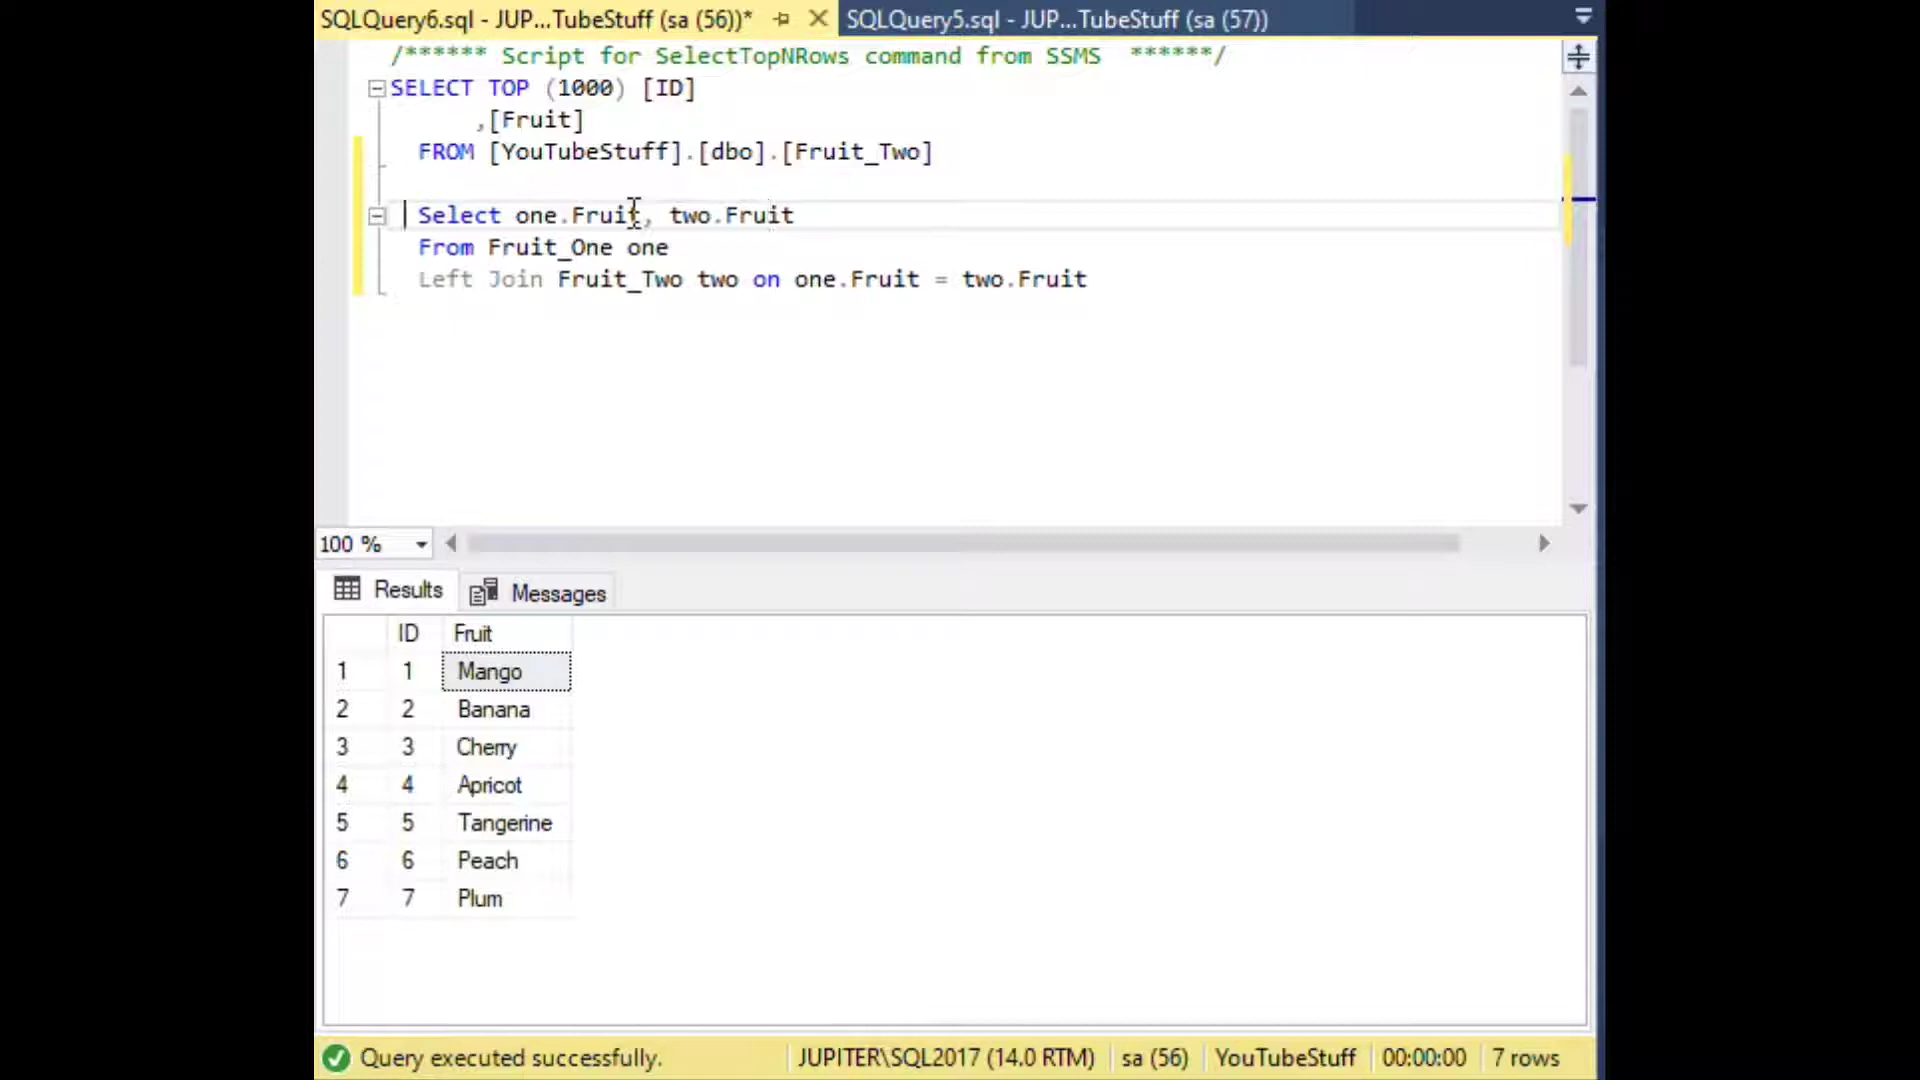 SQLQuery6.sql - JUP...TubeStuff (sa (56))* SQLQuery5.sql - JUP...TubeStuff (sa (57))
/****** Script for SelectTopNRows command from SSMS ******/
SELECT TOP (1000) [ID]
,[Fruit]
FROM [YouTubeStuff].[dbo].[Fruit_Two]
Select one.Fruit, two.Fruit
From Fruit_One one
Left Join Fruit_Two two on one.Fruit = two.Fruit
100 %
Results Messages
ID Fruit
1 1 Mango
2 2 Banana
3 3 Cherry
4 4 Apricot
5 5 Tangerine
6 6 Peach
7 7 Plum
Query executed successfully. JUPITER\SQL2017 (14.0 RTM) sa (56) YouTubeStuff 00:00:00 7 rows